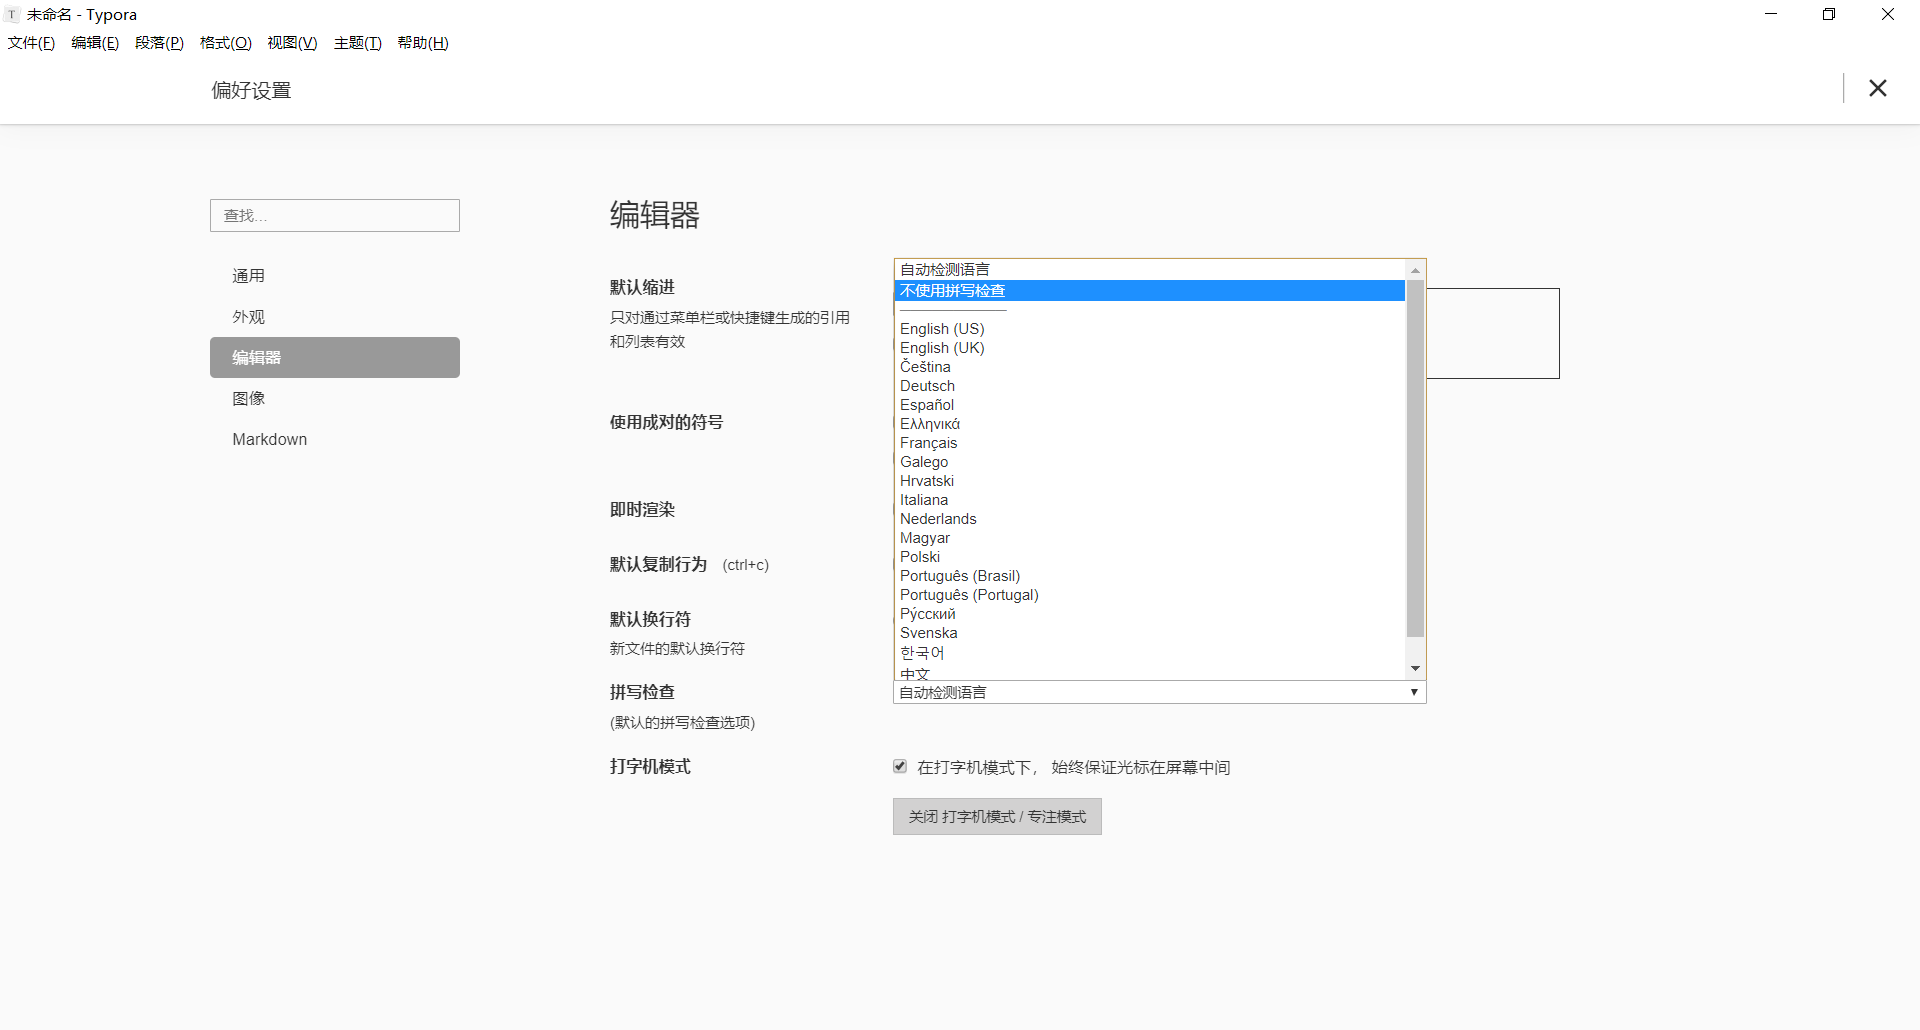 未命名 - Typora
文件(F) 编辑(E) 段落(P) 格式(O) 视图(V) 主题(T) 帮助(H)
偏好设置
查找...
通用
外观
编辑器
图像
Markdown
编辑器
默认缩进
只对通过菜单栏或快捷键生成的引用
和列表有效
使用成对的符号
即时渲染
默认复制行为 (ctrl+c)
默认换行符
新文件的默认换行符
拼写检查
(默认的拼写检查选项)
打字机模式
自动检测语言
不使用拼写检查
English (US)
English (UK)
Čeština
Deutsch
Español
Ελληνικά
Français
Galego
Hrvatski
Italiana
Nederlands
Magyar
Polski
Português (Brasil)
Português (Portugal)
Ру́сский
Svenska
한국어
中文
自动检测语言
在打字机模式下， 始终保证光标在屏幕中间
关闭 打字机模式 / 专注模式